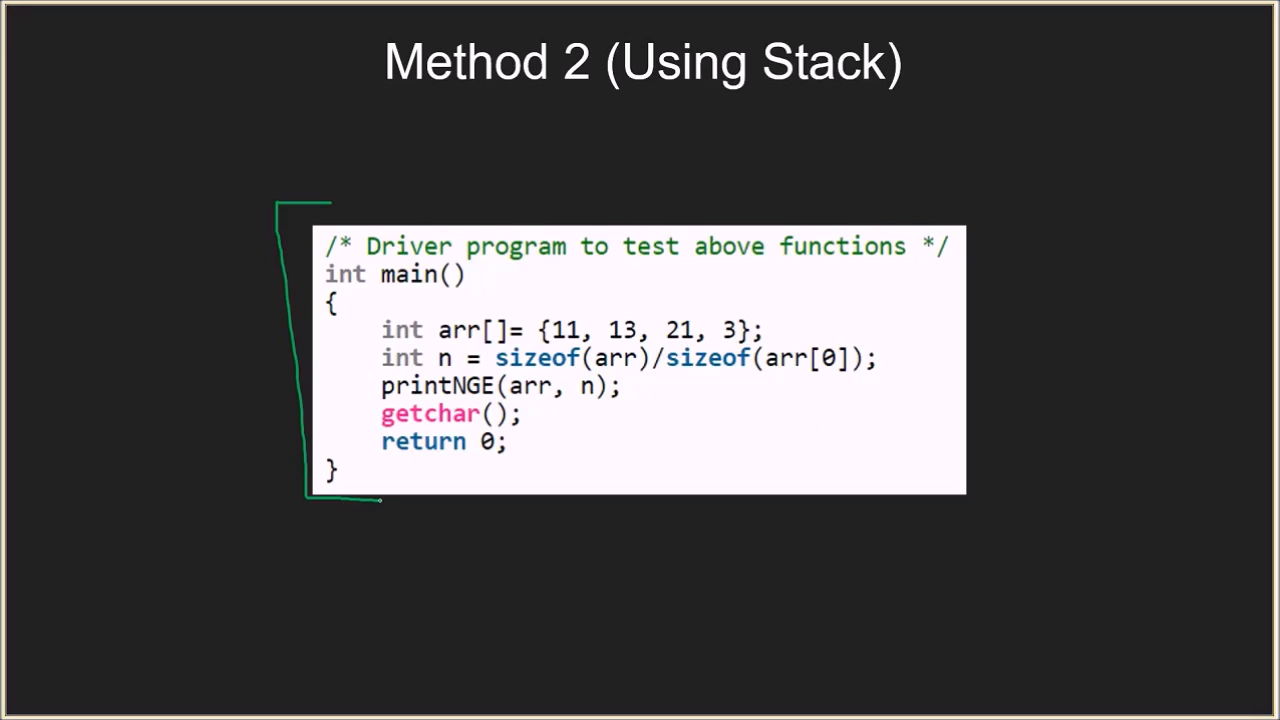 Method 2 (Using Stack)
/* Driver program to test above functions */
int main()
{
    int arr[]= {11, 13, 21, 3};
    int n = sizeof(arr)/sizeof(arr[0]);
    printNGE(arr, n);
    getchar();
    return 0;
}